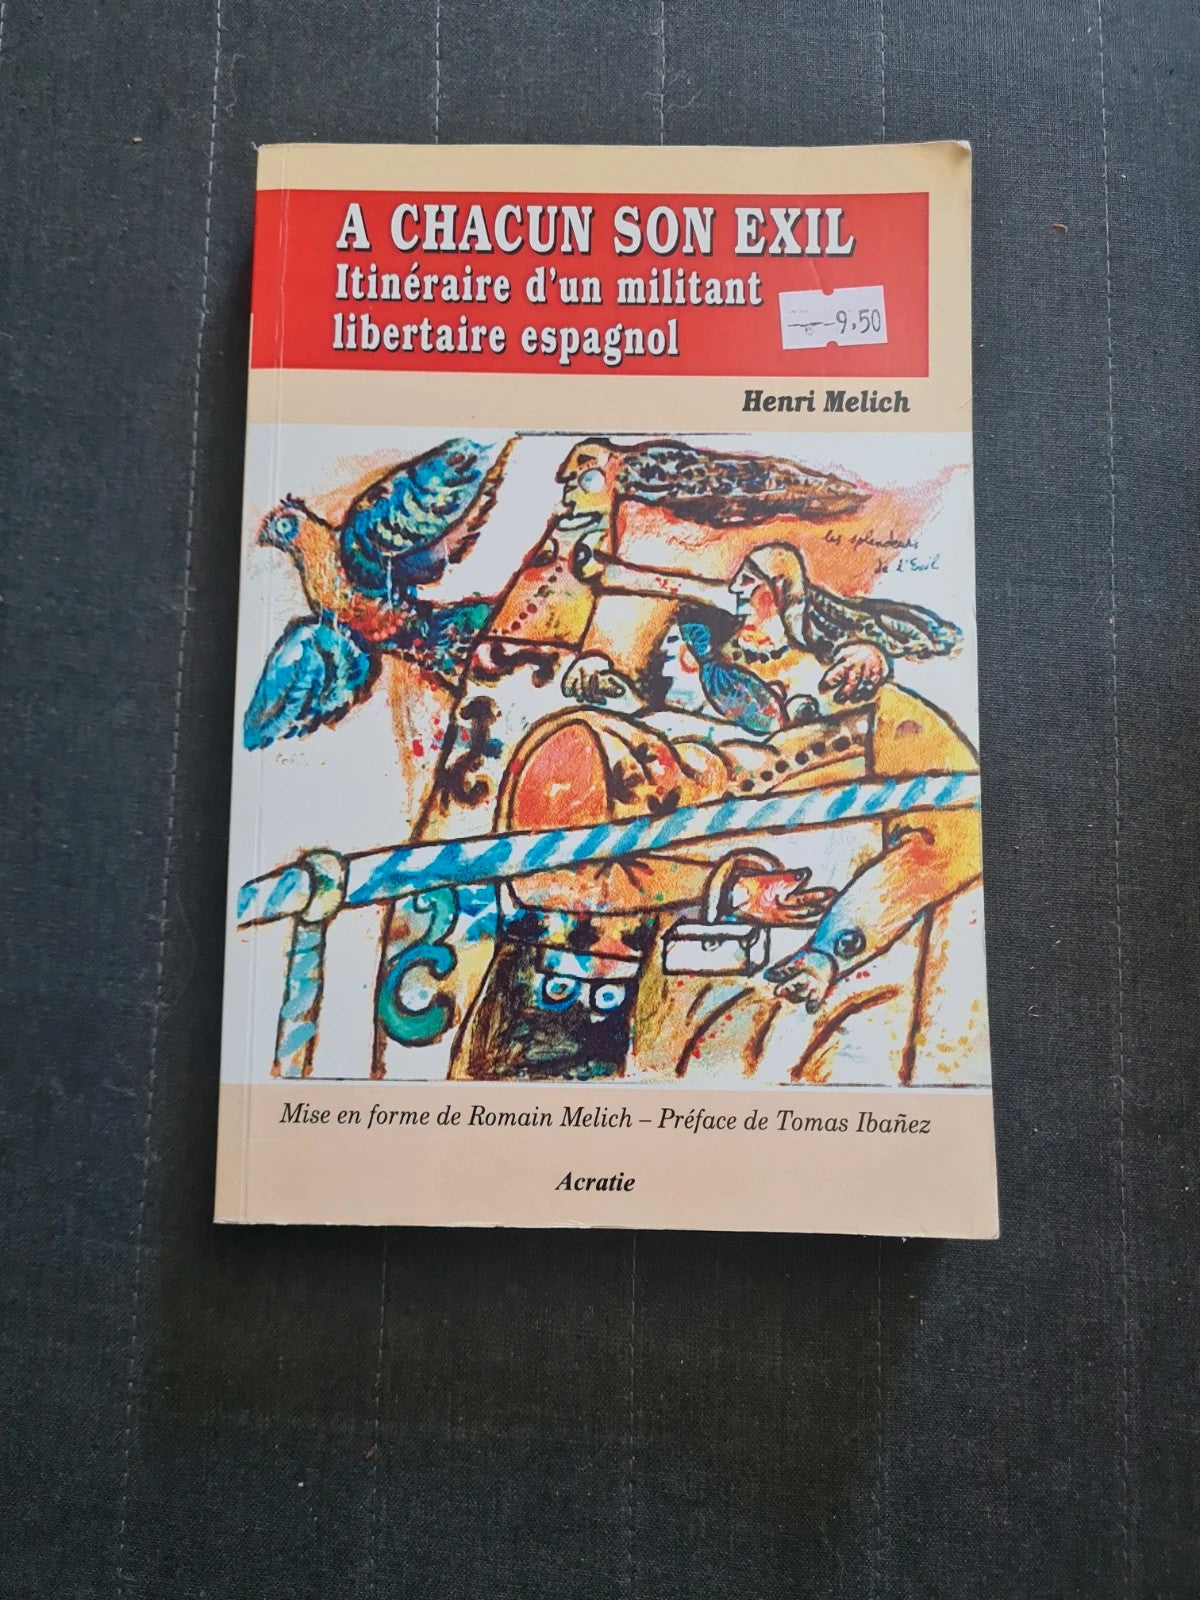 A CHACUN SON EXIL
Itinéraire d'un militant
libertaire espagnol
9.50
Henri Melich
les splendeurs
de l'Exil
Mise en forme de Romain Melich – Préface de Tomas Ibañez
Acratie